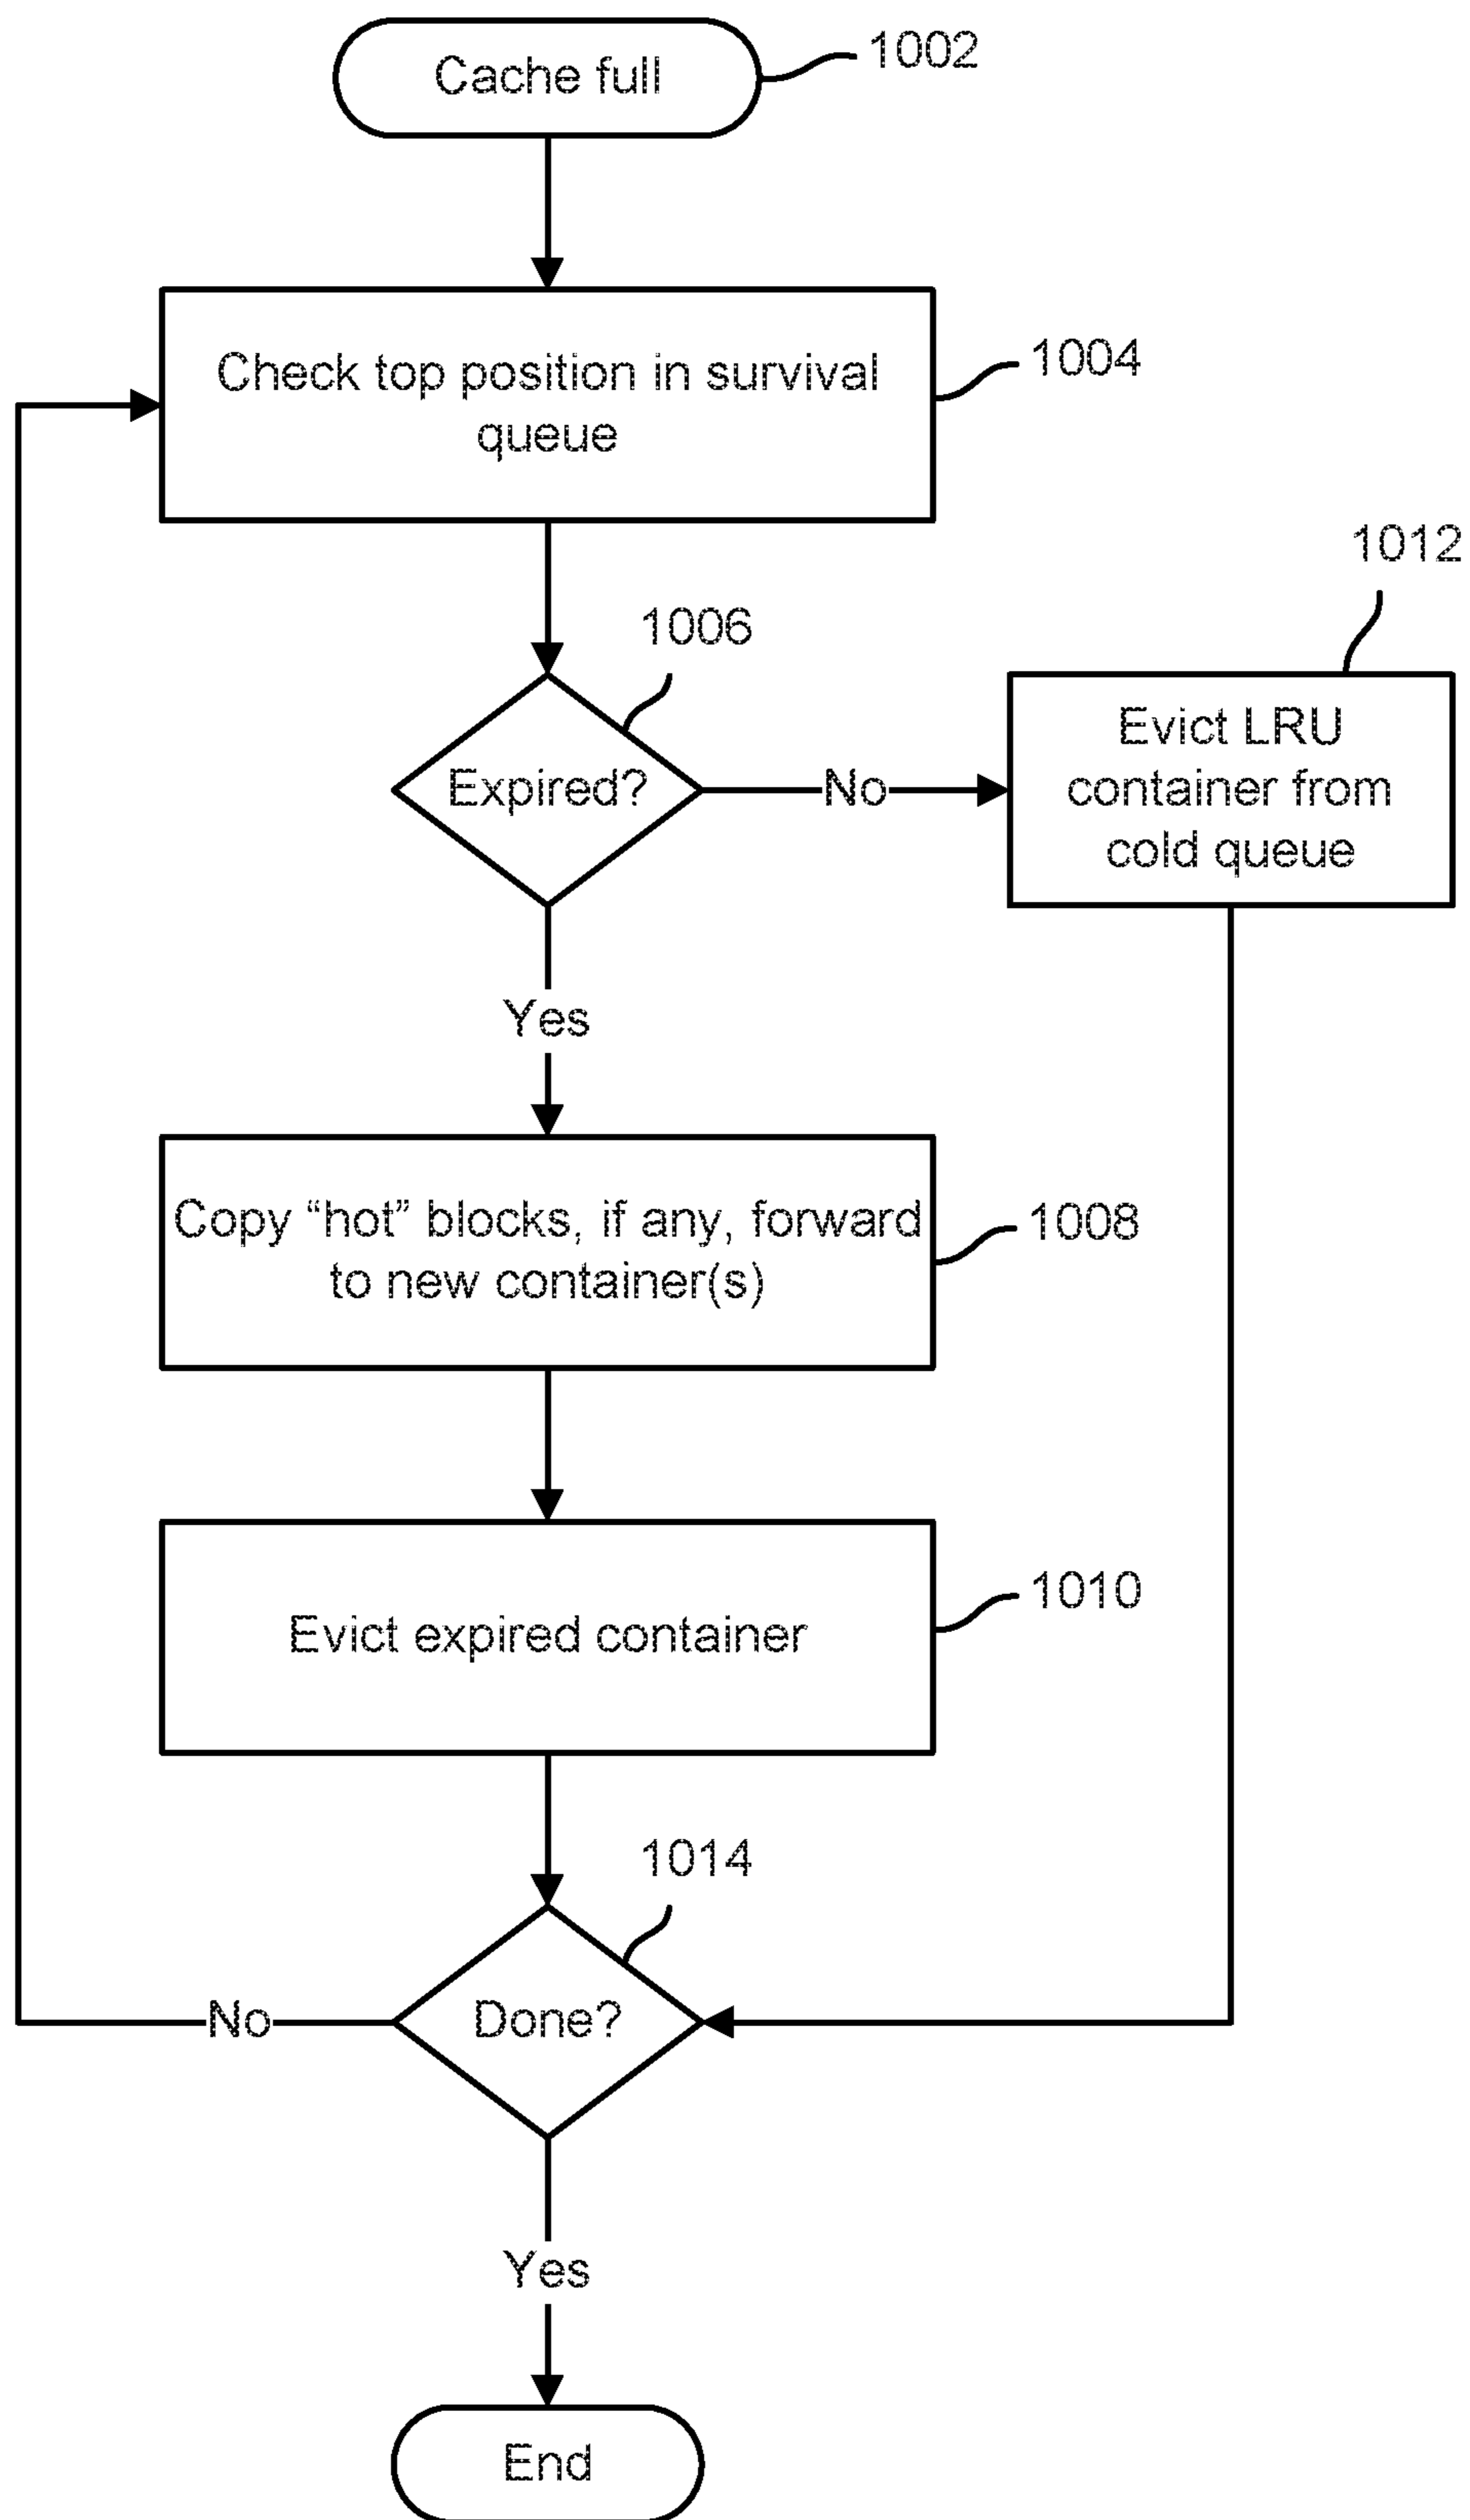 Cache full
1002
Check top position in survival
queue
1004
1006
Expired?
No
1012
Evict LRU
container from
cold queue
Yes
Copy “hot” blocks, if any, forward
to new container(s)
1008
Evict expired container
1010
1014
Done?
No
Yes
End